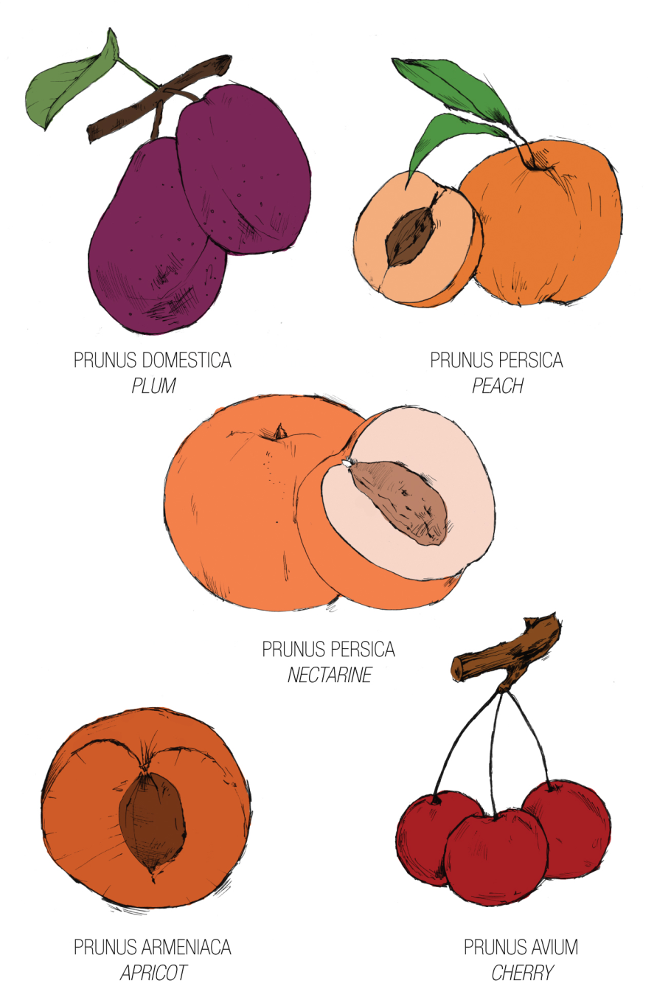 PRUNUS DOMESTICA
PLUM
PRUNUS PERSICA
PEACH
PRUNUS PERSICA
NECTARINE
PRUNUS ARMENIACA
APRICOT
PRUNUS AVIUM
CHERRY